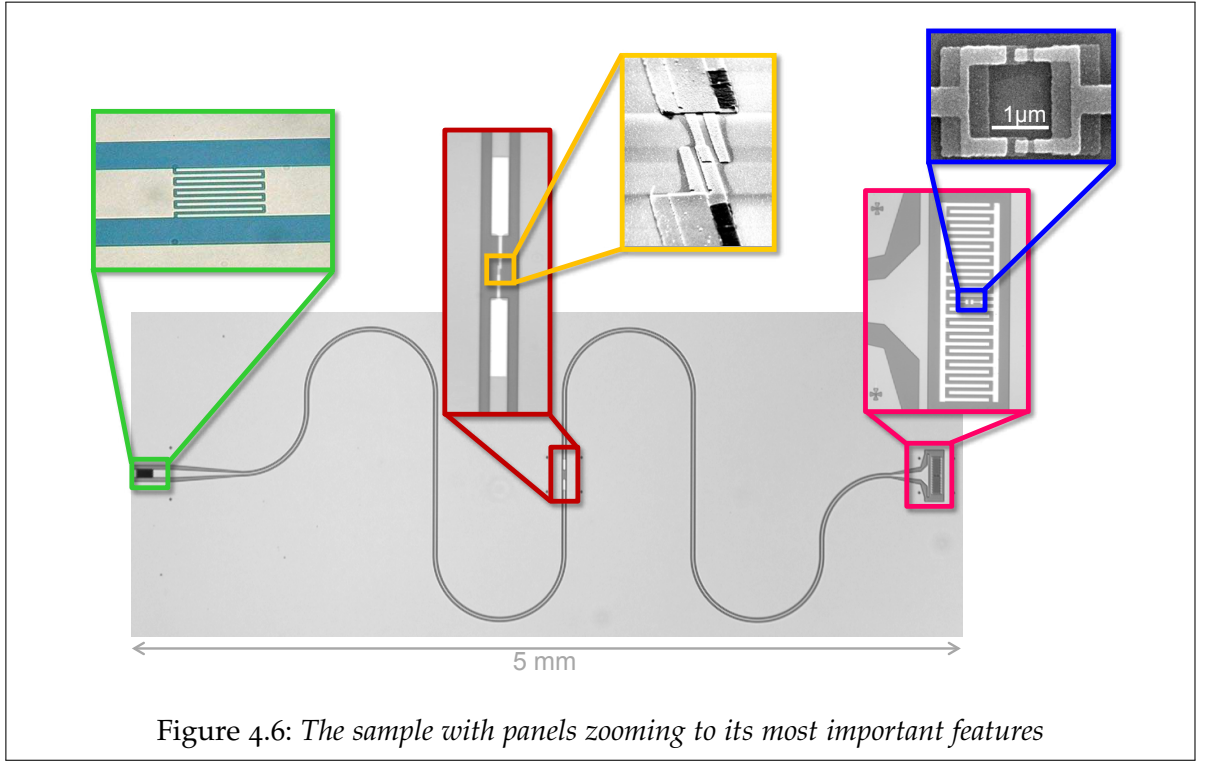 1µm
5 mm
Figure 4.6: The sample with panels zooming to its most important features